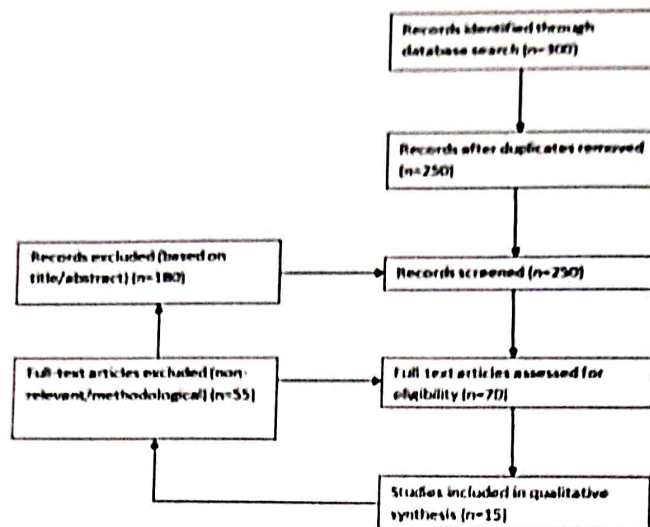 Records identified through
database search (n=300)
Records after duplicates removed
(n=250)
Records excluded (based on
title/abstract) (n=180)
Records screened (n=250)
Full-text articles excluded (non-
relevant/methodological) (n=55)
Full text articles assessed for
eligibility (n=70)
Studies included in qualitative
synthesis (n=15)